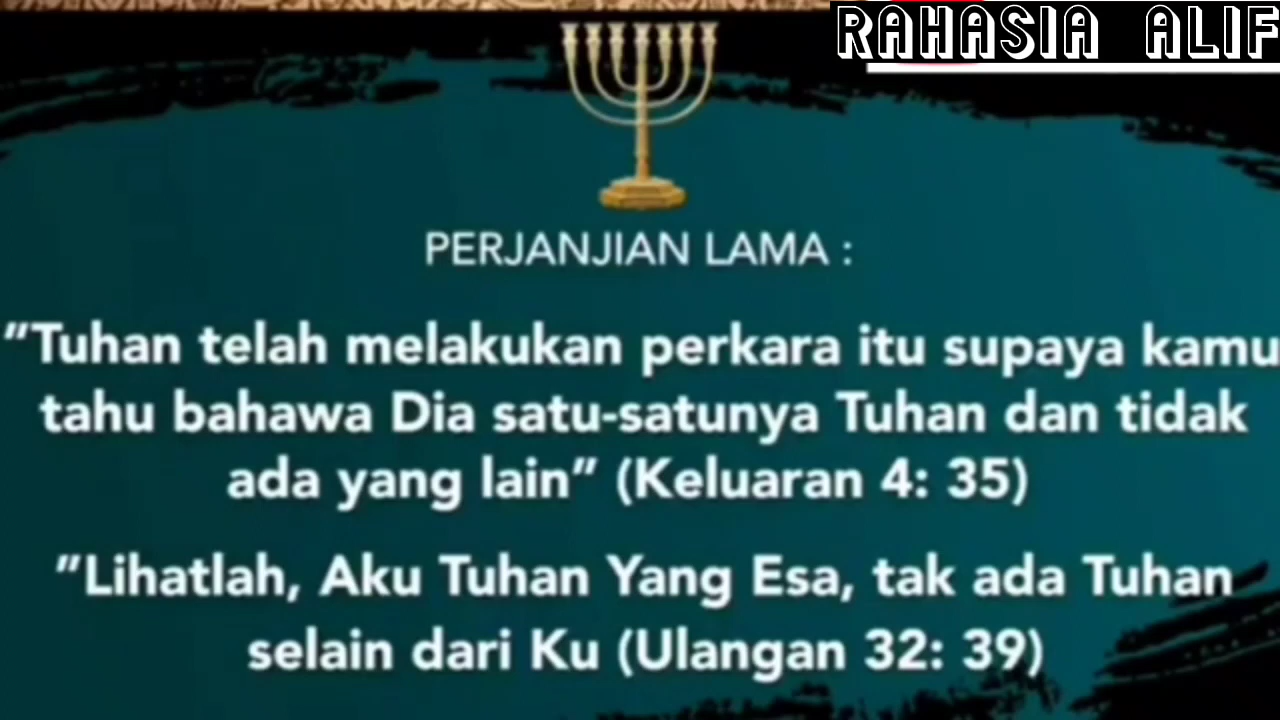 RAHASIA ALIF
PERJANJIAN LAMA :
"Tuhan telah melakukan perkara itu supaya kamu
tahu bahawa Dia satu-satunya Tuhan dan tidak
ada yang lain" (Keluaran 4: 35)
"Lihatlah, Aku Tuhan Yang Esa, tak ada Tuhan
selain dari Ku (Ulangan 32: 39)